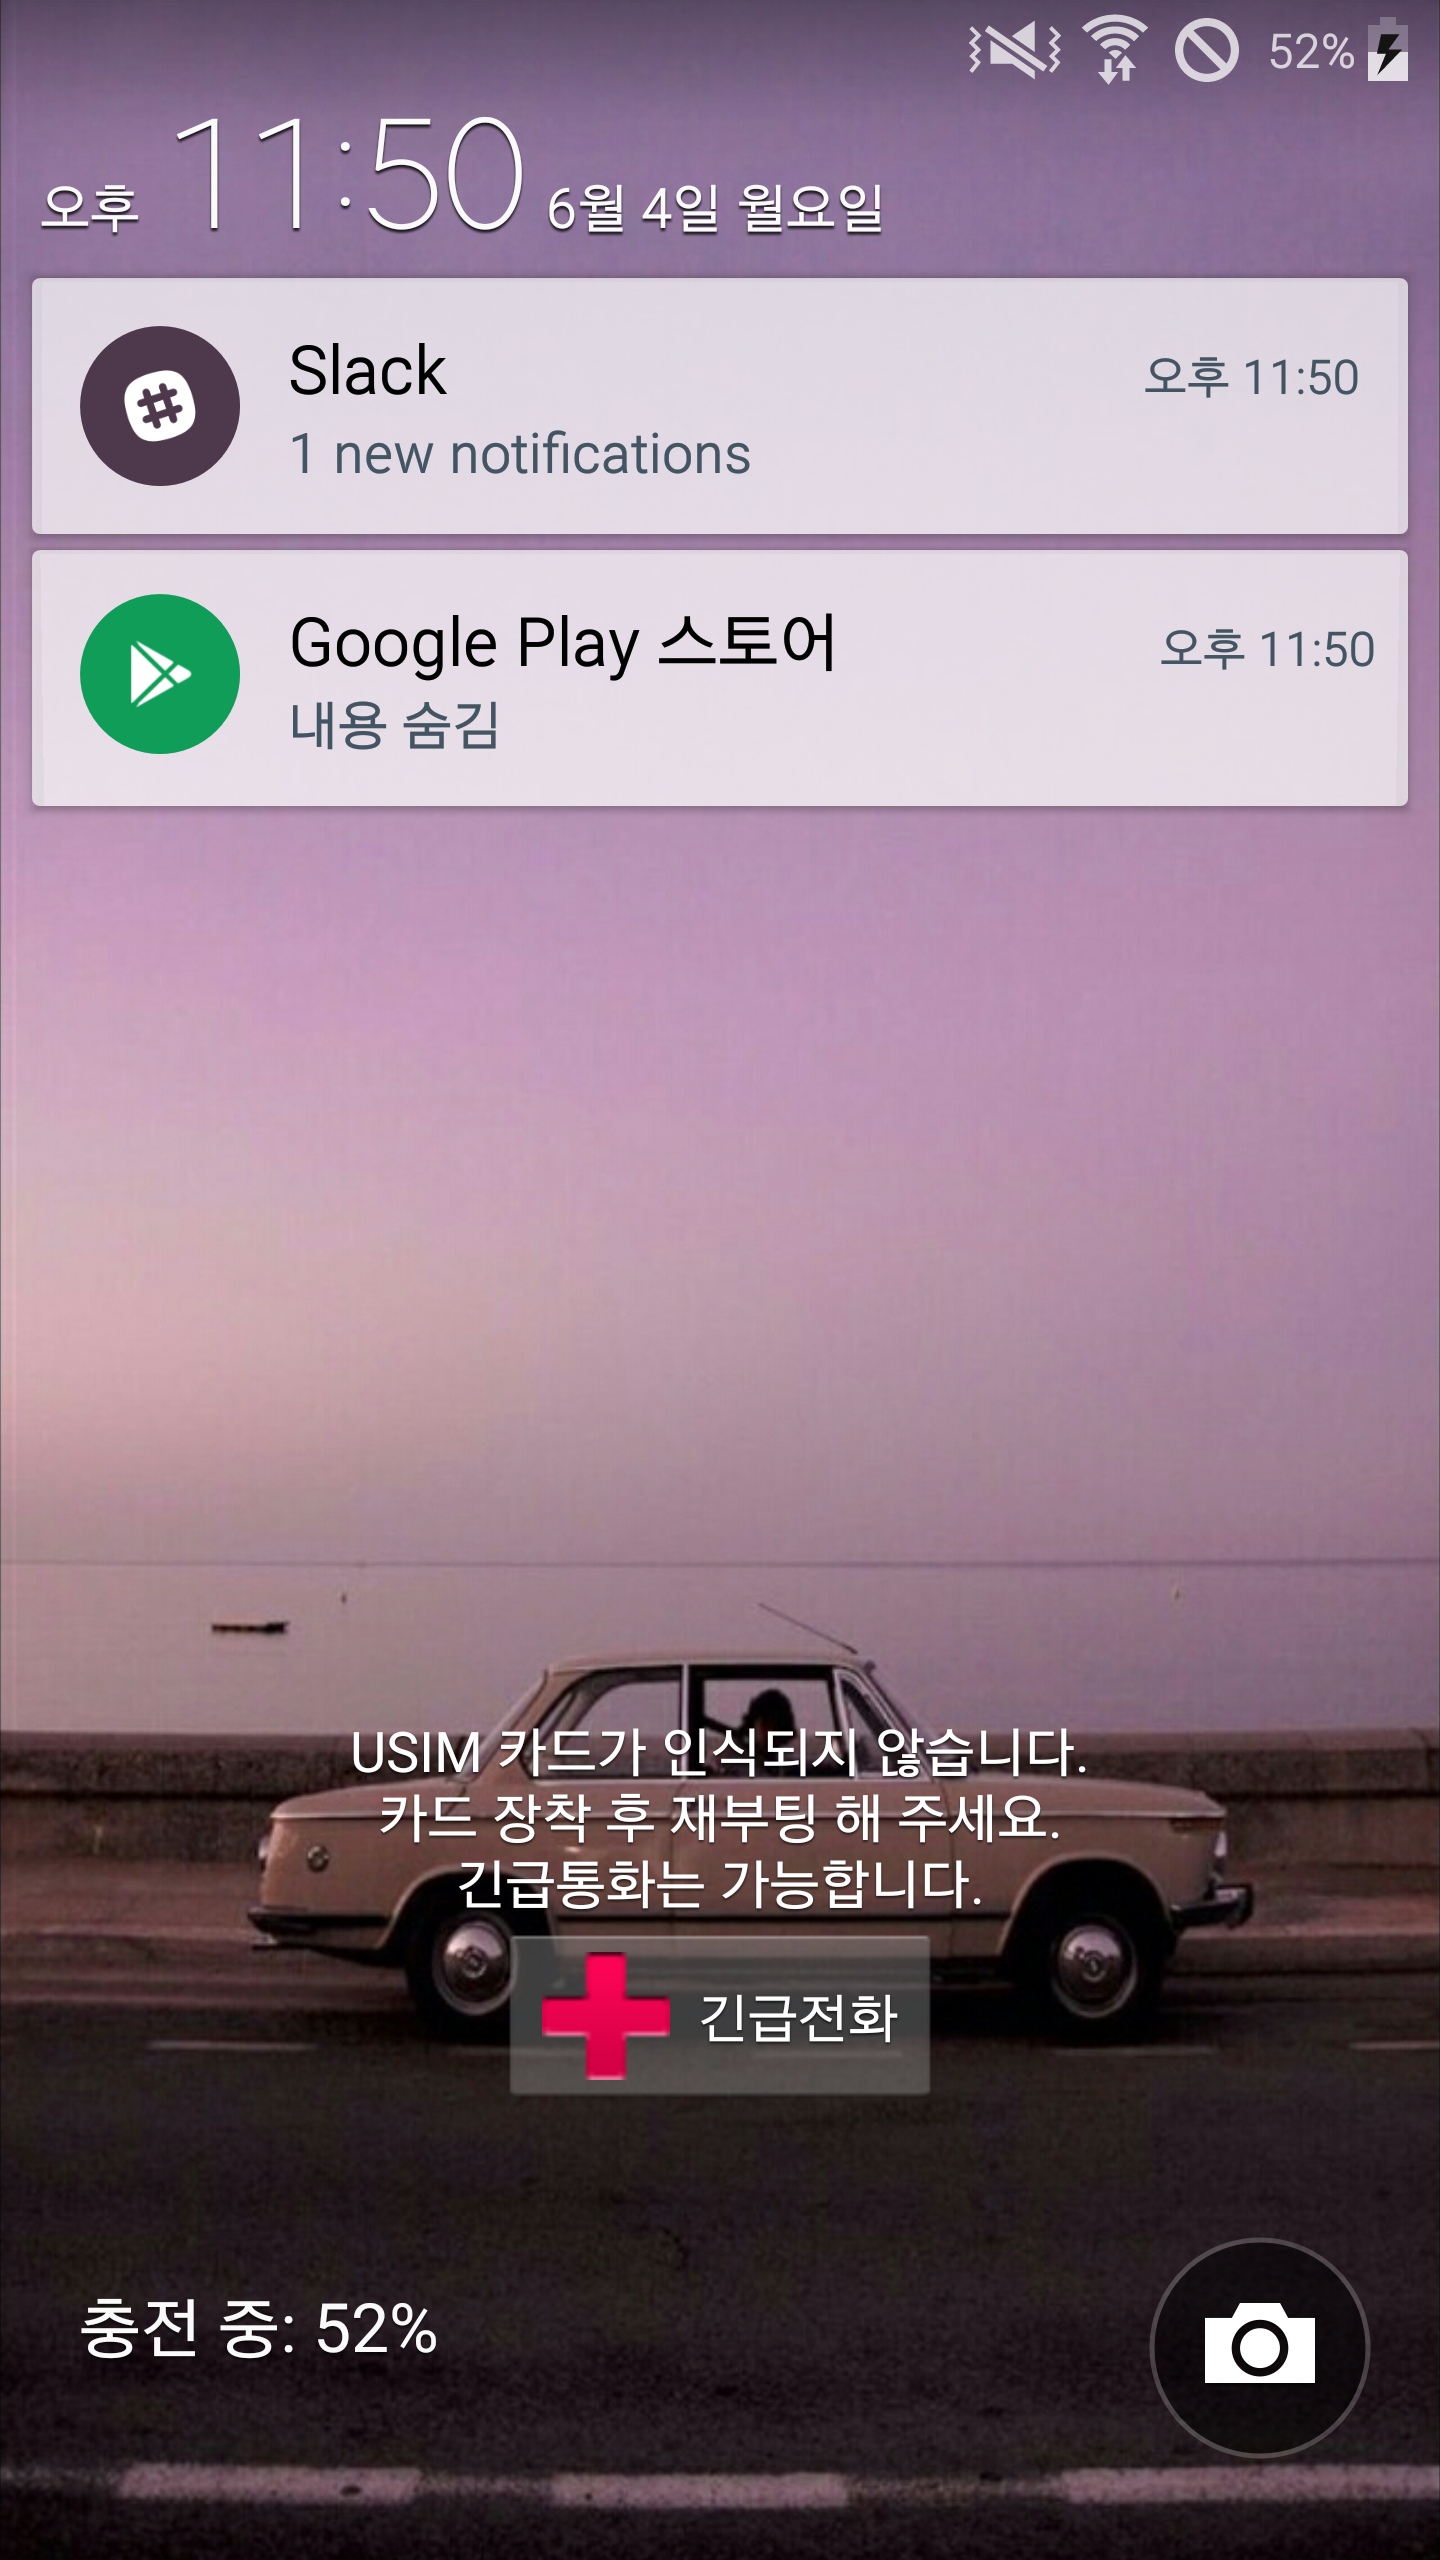 52%
오후 11:50 6월 4일 월요일
Slack
오후 11:50
1 new notifications
Google Play 스토어
오후 11:50
내용 숨김
USIM 카드가 인식되지 않습니다.
카드 장착 후 재부팅 해 주세요.
긴급통화는 가능합니다.
긴급전화
충전 중: 52%